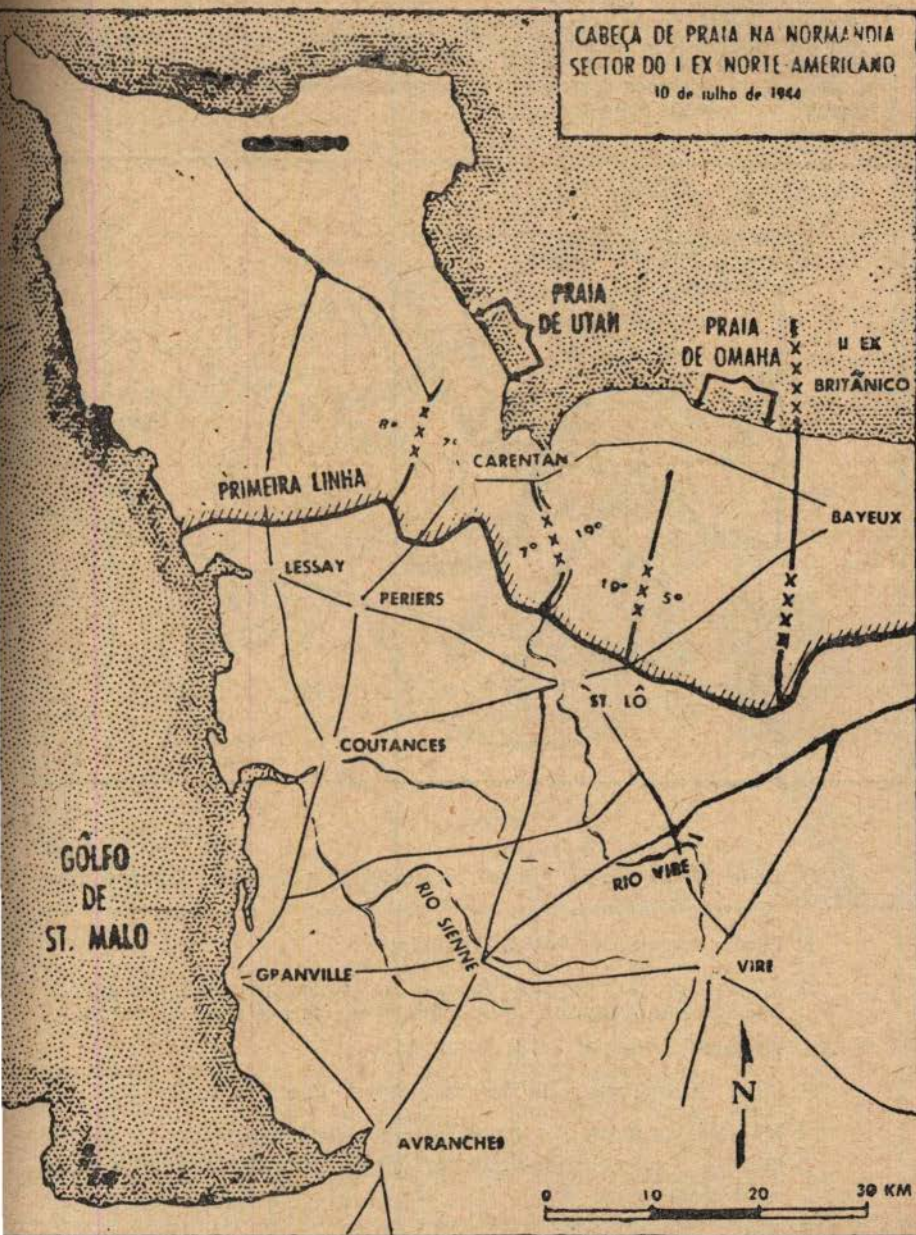 CABEÇA DE PRAIA NA NORMANDIA
SECTOR DO I EX NORTE-AMERICANO
10 de julho de 1944
PRAIA
DE UTAH
PRAIA
DE OMAHA
II EX
BRITÂNICO
8º
7º
CARENTAN
PRIMEIRA LINHA
BAYEUX
7º
19º
19º
5º
LESSAY
PERIERS
ST LÔ
COUTANCES
GÔLFO
DE
ST. MALO
RIO SIENNE
RIO VIRE
GRANVILLE
VIRE
N
AVRANCHES
0 10 20 30 KM